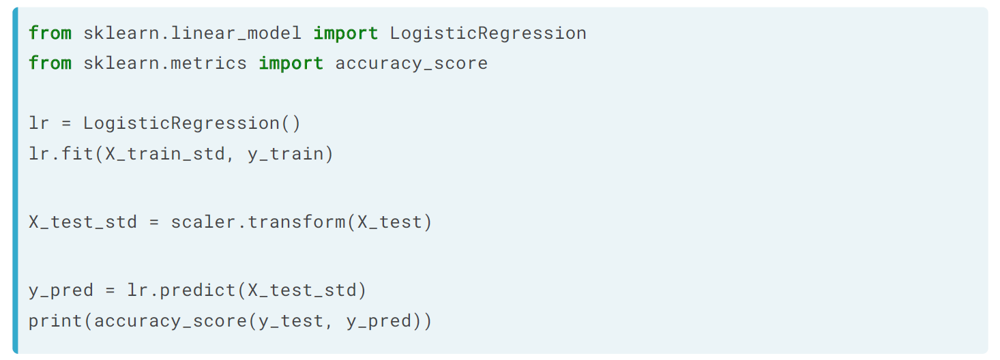 from sklearn.linear_model import LogisticRegression
from sklearn.metrics import accuracy_score
lr = LogisticRegression()
lr.fit(X_train_std, y_train)
X_test_std = scaler.transform(X_test)
y_pred = lr.predict(X_test_std)
print(accuracy_score(y_test, y_pred))